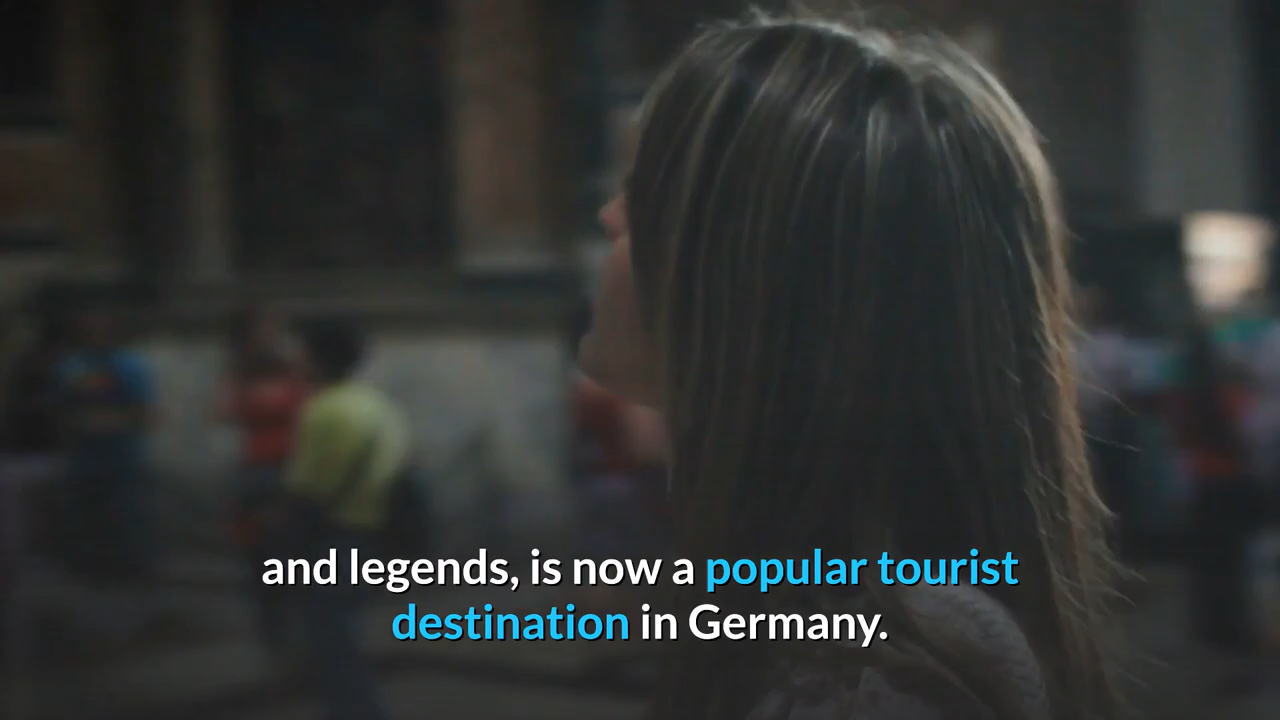 and legends, is now a popular tourist
destination in Germany.